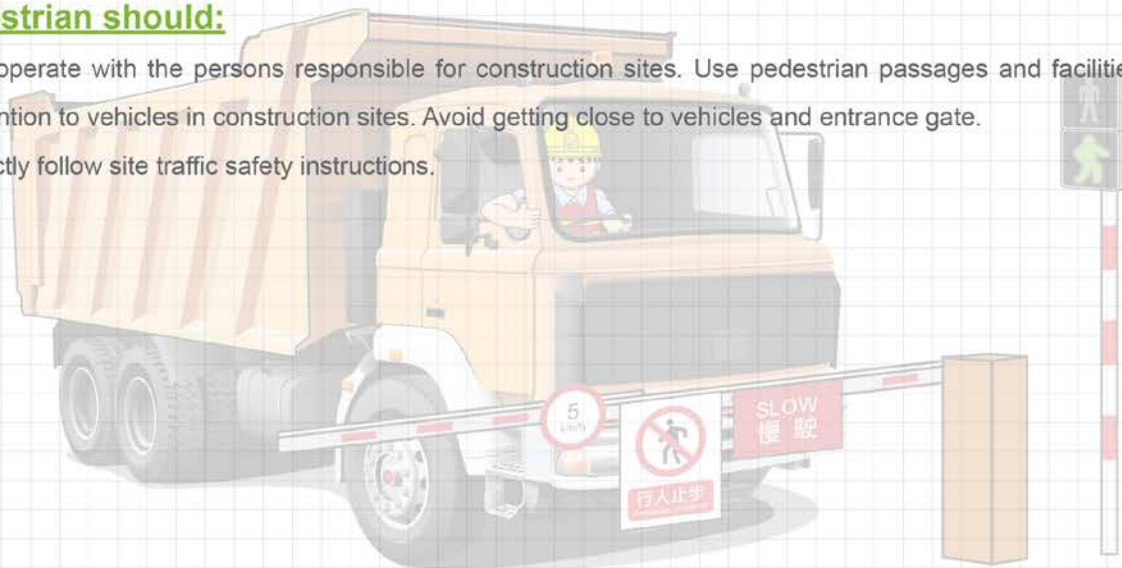 strian should:
operate with the persons responsible for construction sites. Use pedestrian passages and facilitie
ntion to vehicles in construction sites. Avoid getting close to vehicles and entrance gate.
ctly follow site traffic safety instructions.
5
km/h
SLOW
慢駛
行人止步